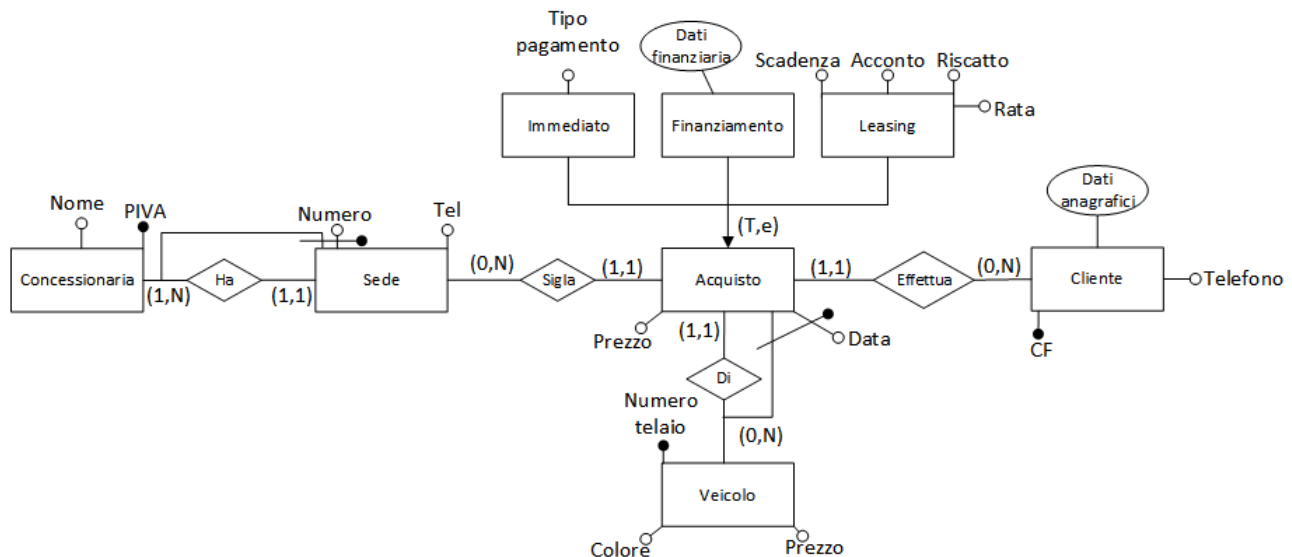 Tipo
pagamento
Dati
finanziaria
Scadenza Acconto Riscatto
Rata
Immediato
Finanziamento
Leasing
Dati
anagrafici
Nome
PIVA
Numero
Tel
(T,e)
Concessionaria
(1,N)
Ha
(1,1)
Sede
(0,N)
Sigla
(1,1)
Acquisto
(1,1)
Effettua
(0,N)
Cliente
Telefono
Prezzo
(1,1)
Data
CF
Di
Numero
telaio
(0,N)
Veicolo
Colore
Prezzo